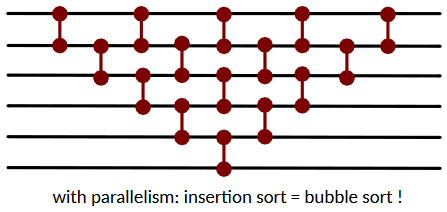 with parallelism: insertion sort = bubble sort !